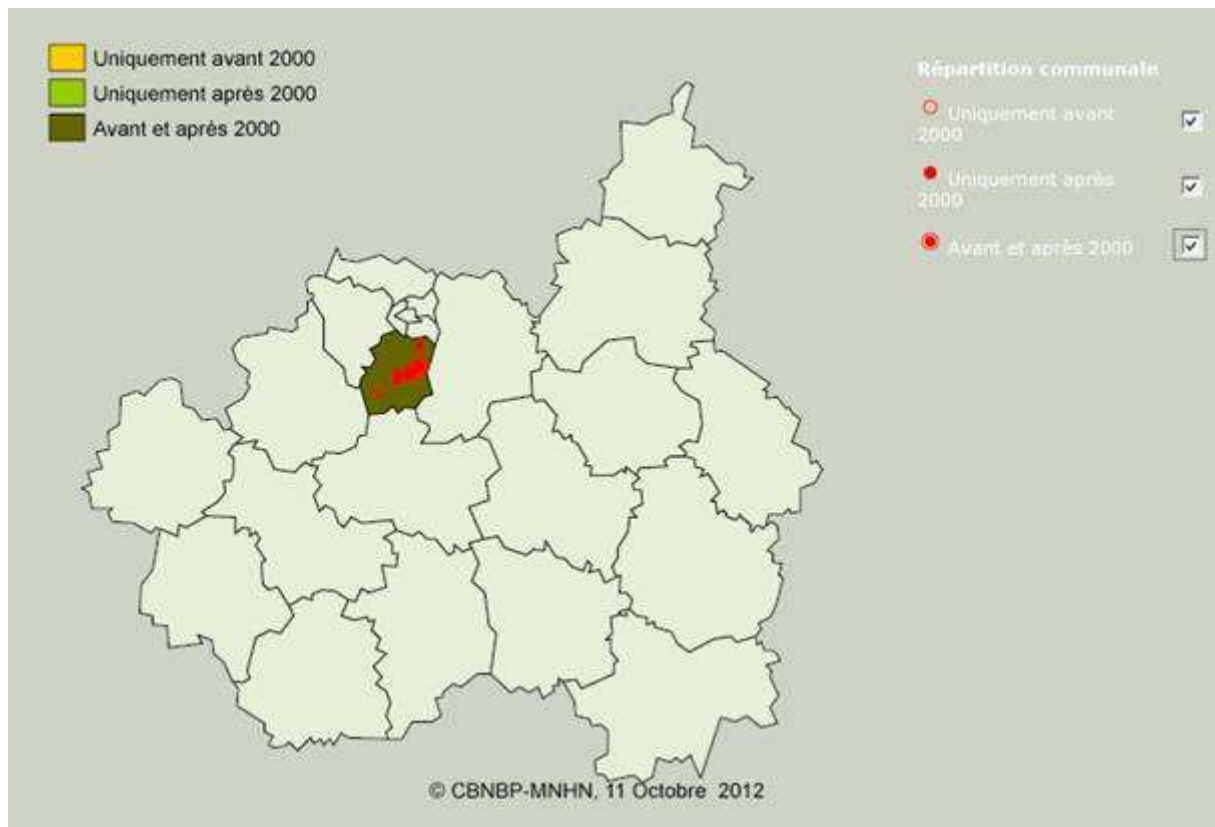 Uniquement avant 2000
Uniquement après 2000
Avant et après 2000
Répartition communale
Uniquement avant
2000
Uniquement après
2000
Avant et après 2000
© CBNBP-MNHN, 11 Octobre 2012